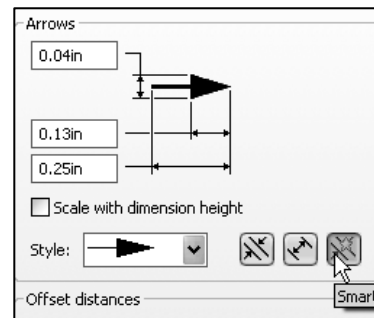 Arrows
0.04in
0.13in
0.25in
Scale with dimension height
Style:
Offset distances
Smart